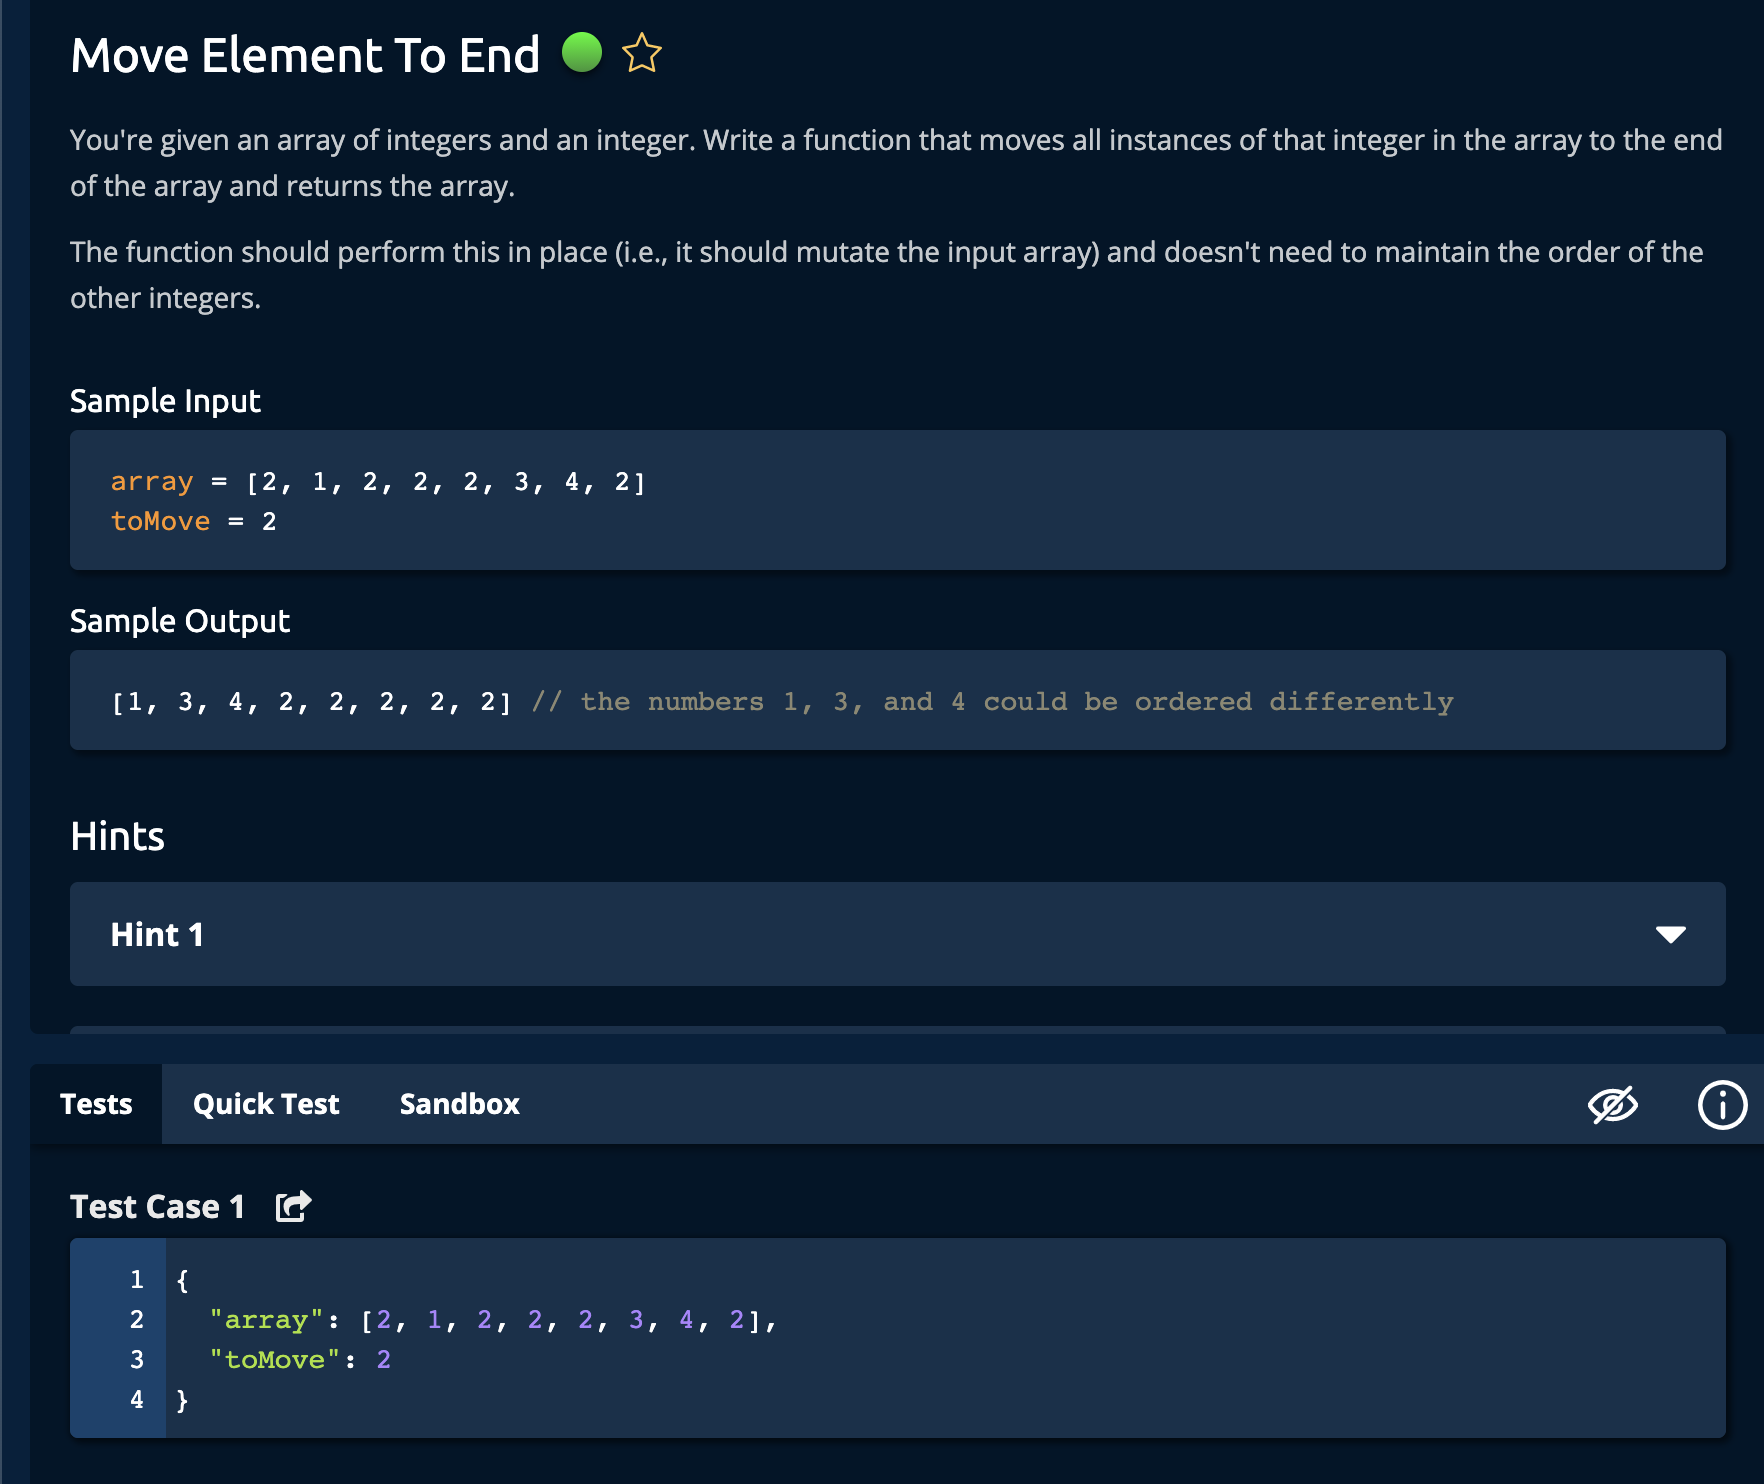 Move Element To End
You're given an array of integers and an integer. Write a function that moves all instances of that integer in the array to the end
of the array and returns the array.
The function should perform this in place (i.e., it should mutate the input array) and doesn't need to maintain the order of the
other integers.
Sample Input
array = [2, 1, 2, 2, 2, 3, 4, 2]
toMove = 2
Sample Output
[1, 3, 4, 2, 2, 2, 2, 2] // the numbers 1, 3, and 4 could be ordered differently
Hints
Hint 1
Tests Quick Test Sandbox
Test Case 1
1 {
2 "array": [2, 1, 2, 2, 2, 3, 4, 2],
3 "toMove": 2
4 }